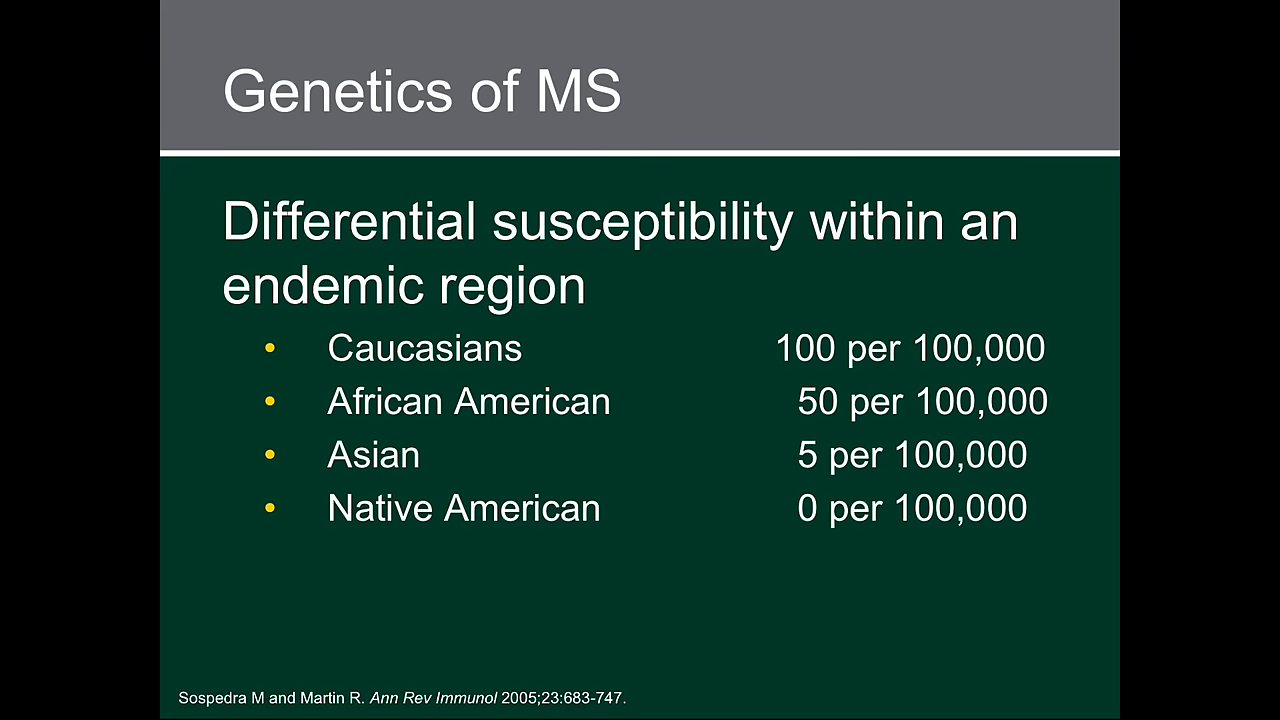 Genetics of MS
Differential susceptibility within an
endemic region
• Caucasians 100 per 100,000
• African American 50 per 100,000
• Asian 5 per 100,000
• Native American 0 per 100,000
Sospedra M and Martin R. Ann Rev Immunol 2005;23:683-747.